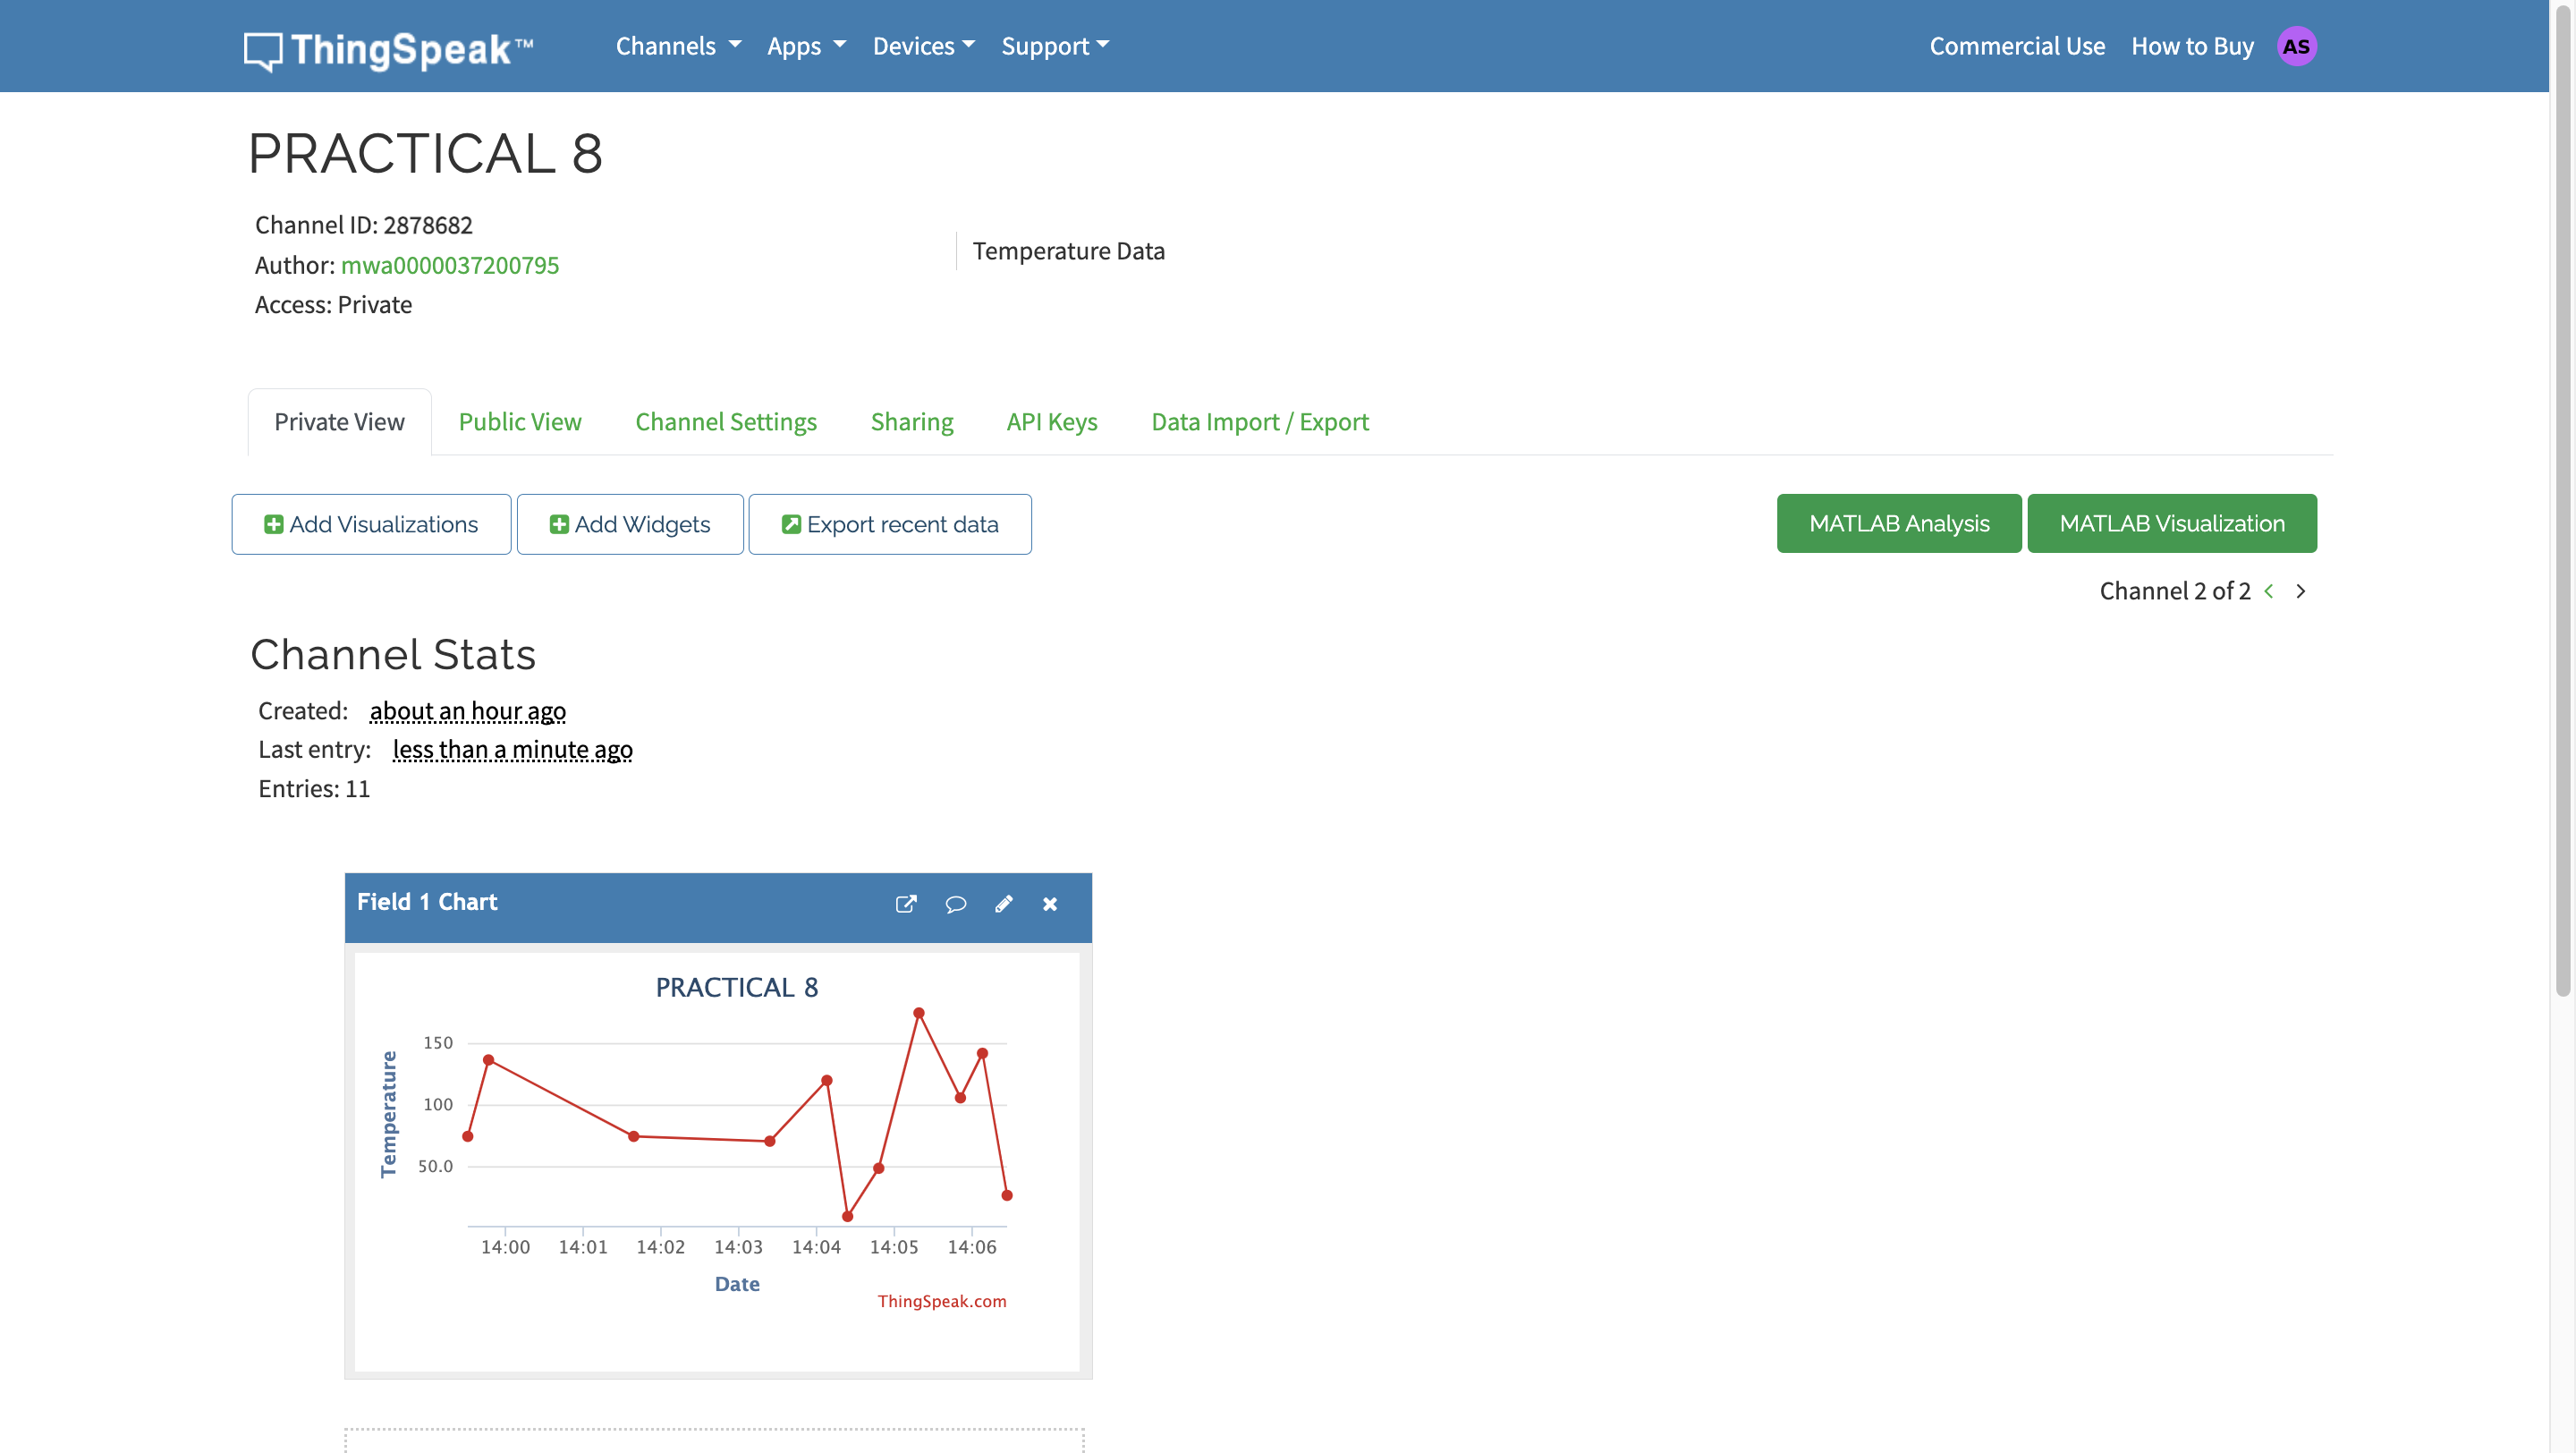 ThingSpeak™ Channels Apps Devices Support Commercial Use How to Buy AS
PRACTICAL 8
Channel ID: 2878682
Author: mwa0000037200795
Access: Private
Temperature Data
Private View Public View Channel Settings Sharing API Keys Data Import / Export
Add Visualizations Add Widgets Export recent data MATLAB Analysis MATLAB Visualization
Channel 2 of 2
Channel Stats
Created: about an hour ago
Last entry: less than a minute ago
Entries: 11
Field 1 Chart
PRACTICAL 8
Temperature
150
100
50.0
14:00 14:01 14:02 14:03 14:04 14:05 14:06
Date
ThingSpeak.com